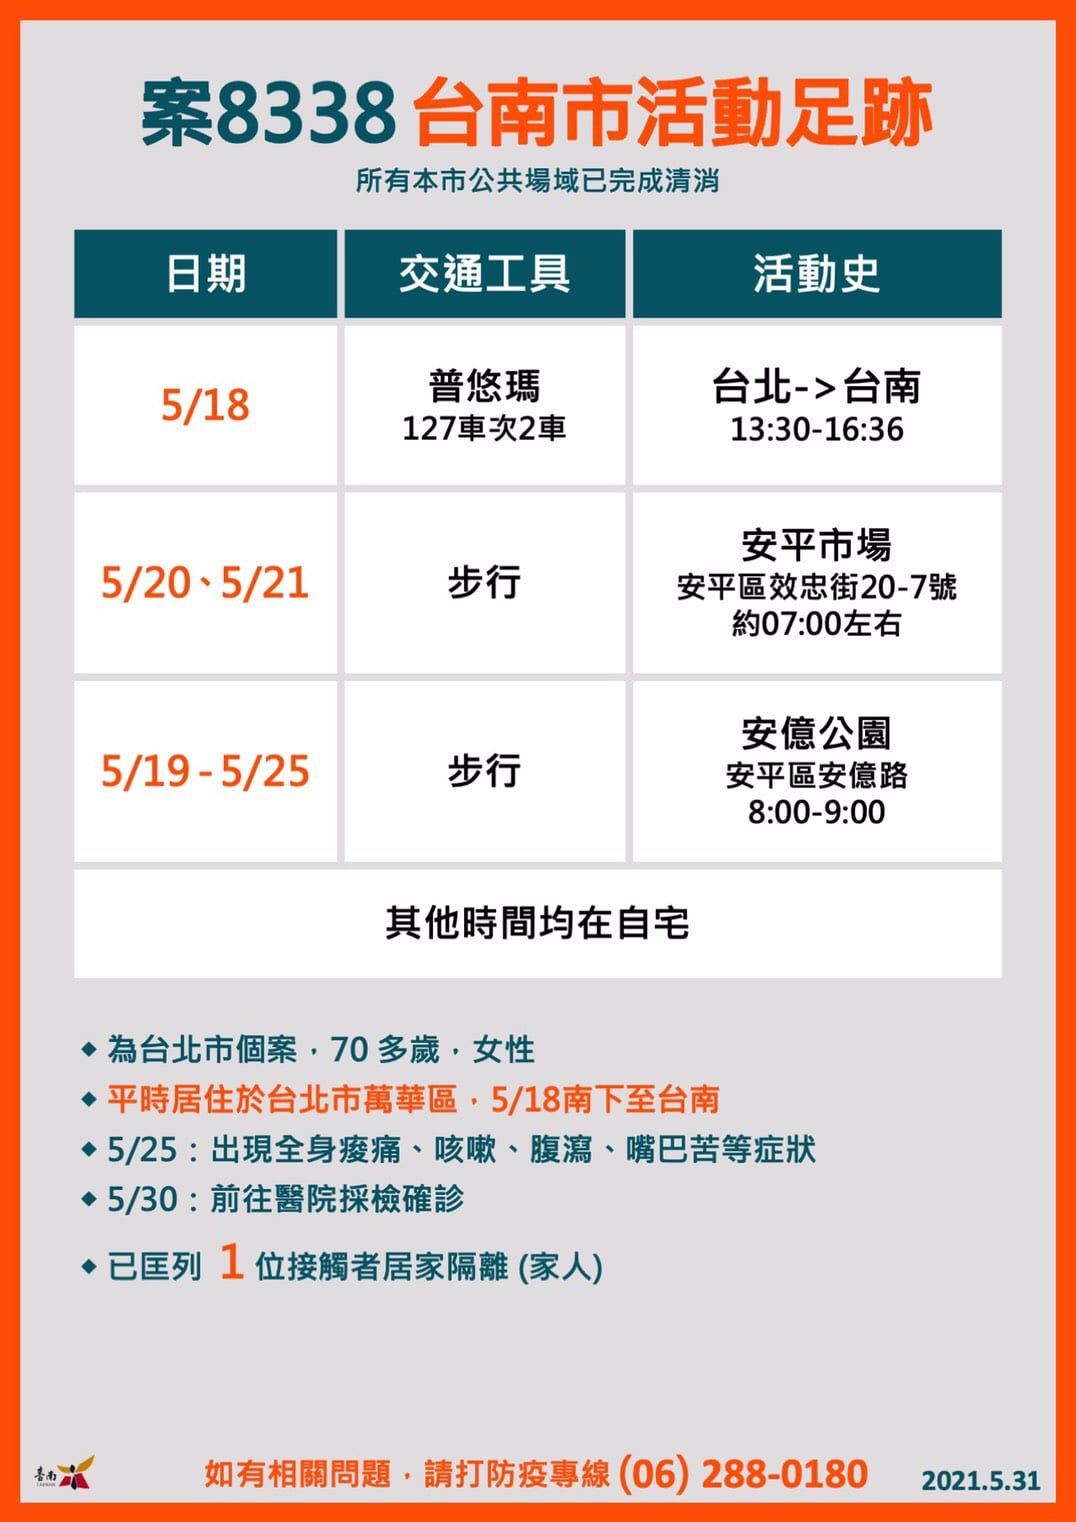 案8338台南市活動足跡
所有本市公共場域已完成清消
日期 交通工具 活動史
5/18
普悠瑪
127車次2車
台北->台南
13:30-16:36
5/20、5/21
步行
安平市場
安平區效忠街20-7號
約07:00左右
5/19 - 5/25
步行
安億公園
安平區安億路
8:00-9:00
其他時間均在自宅
◆ 為台北市個案，70 多歲，女性
◆ 平時居住於台北市萬華區，5/18南下至台南
◆ 5/25：出現全身痠痛、咳嗽、腹瀉、嘴巴苦等症狀
◆ 5/30：前往醫院採檢確診
◆ 已匡列 1 位接觸者居家隔離 (家人)
臺南
TAINAN
如有相關問題，請打防疫專線 (06) 288-0180
2021.5.31